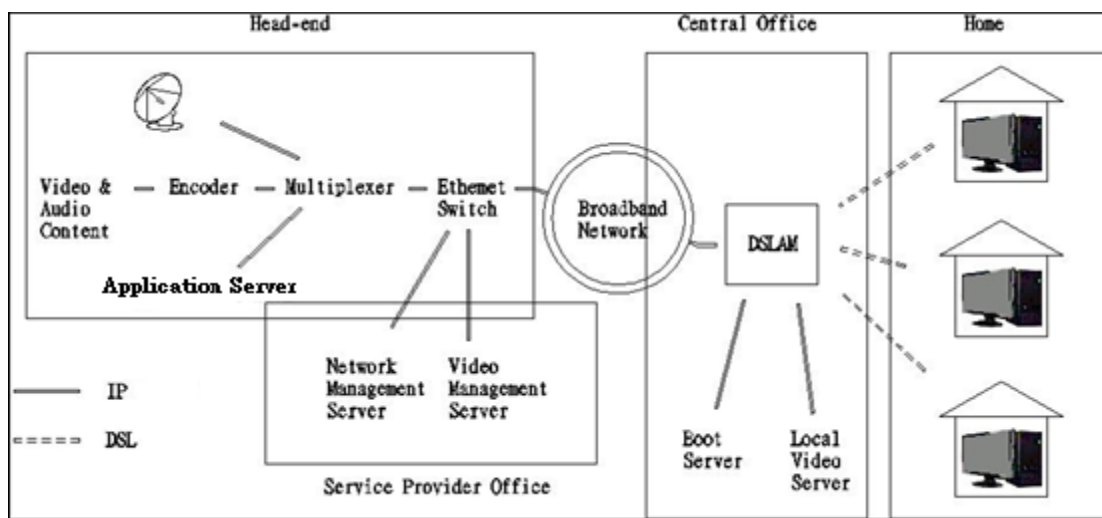 Head-end
Central Office
Home
Video &
Audio
Content
Encoder
Multiplexer
Ethemet
Switch
Broadband
Network
DSLAM
Application Server
Network
Management
Server
Video
Management
Server
IP
DSL
Boot
Server
Local
Video
Server
Service Provider Office